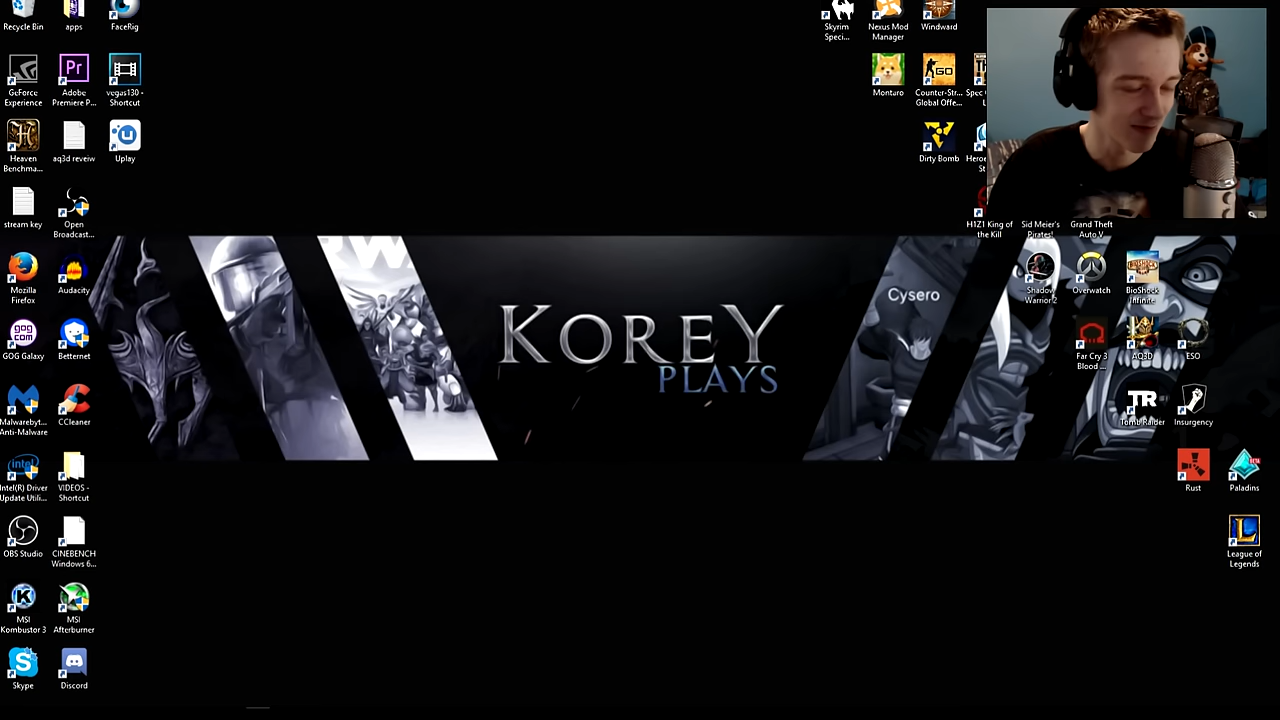 Recycle Bin
apps
FaceRig
GeForce
Experience
Adobe
Premiere P...
vegas130 -
Shortcut
Heaven
Benchma...
aq3d reveiw
Uplay
stream key
Open
Broadcast...
Mozilla
Firefox
Audacity
GOG Galaxy
Betternet
Malwarebyt...
Anti-Malware
CCleaner
Intel(R) Driver
Update Utili...
VIDEOS -
Shortcut
OBS Studio
CINEBENCH
Windows 6...
MSI
Kombustor 3
MSI
Afterburner
Skype
Discord
KOREY
PLAYS
Cysero
Skyrim
Speci...
Nexus Mod
Manager
Windward
Montaro
Counter-Str...
Global Offe...
Spec
Dirty Bomb
H1Z1 King of
the Kill
Sid Meier's
Pirates!
Grand Theft
Auto V
Shadow
Warrior 2
Overwatch
BioShock
Infinite
Far Cry 3
Blood ...
AQ3D
ESO
Tomb Raider
Insurgency
Rust
Paladins
League of
Legends